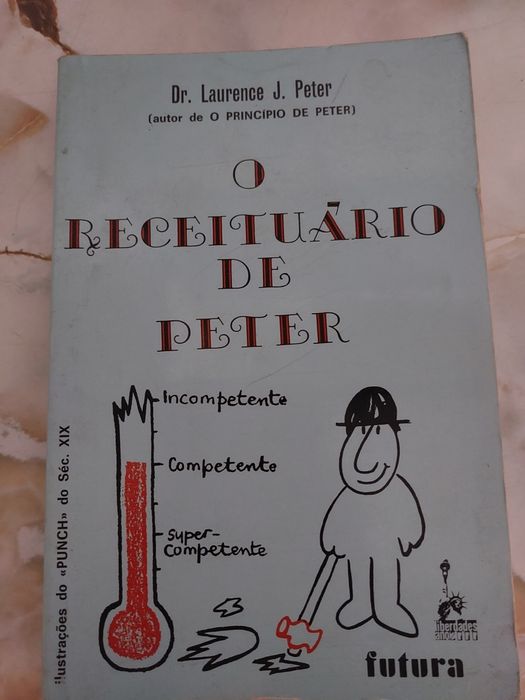 Dr. Laurence J. Peter
(autor de O PRINCÍPIO DE PETER)
O
RECEITUÁRIO
DE
PETER
Incompetente
Competente
super-
competente
Ilustrações do «PUNCH» do Séc. XIX
liberdades
futura